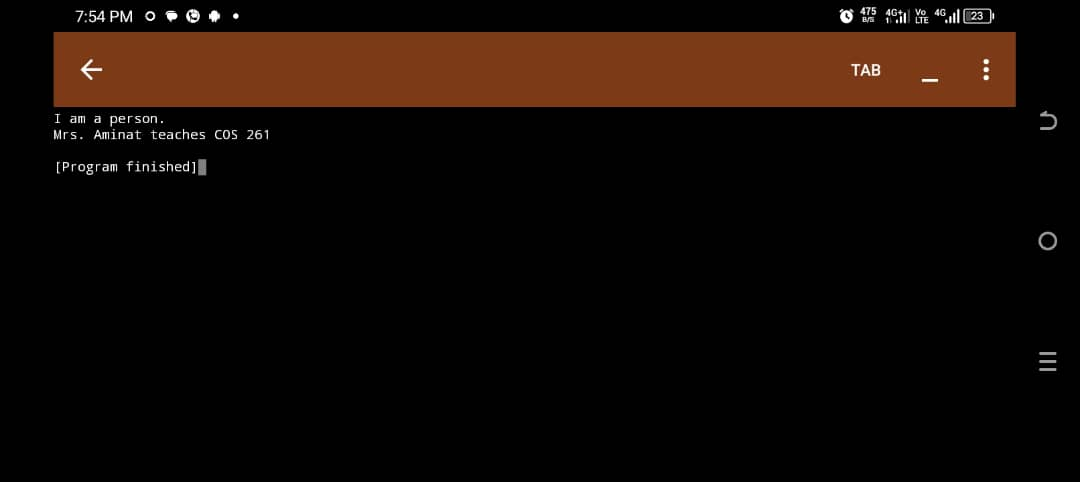 7:54 PM
475 B/S 4G+ Vo LTE 4G 23
TAB
I am a person.
Mrs. Aminat teaches COS 261
[Program finished]